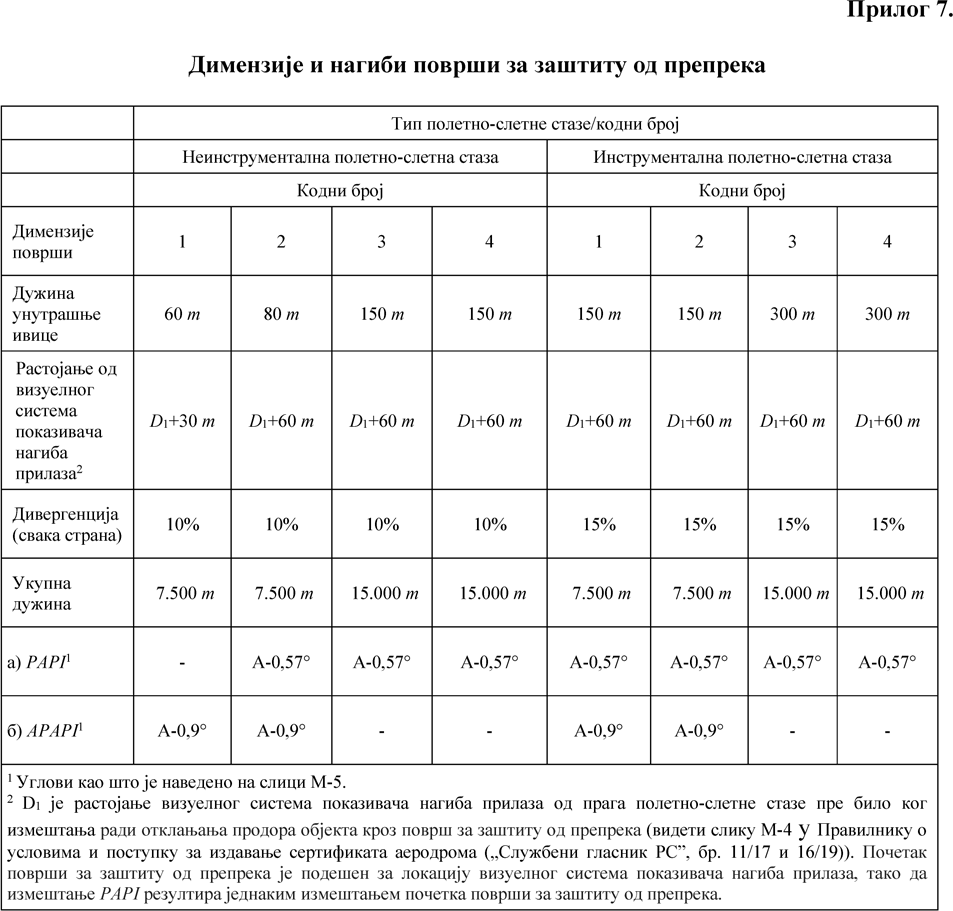 Прилог 7.
Димензије и нагиби површи за заштиту од препрека
Тип полетно-слетне стазе/кодни број
Неинструментална полетно-слетна стаза Инструментална полетно-слетна стаза
Кодни број Кодни број
Димензије
површи 1 2 3 4 1 2 3 4
Дужина
унутрашње
ивице 60 m 80 m 150 m 150 m 150 m 150 m 300 m 300 m
Растојање од
визуелног
система
показивача
нагиба
прилаза² D₁+30 m D₁+60 m D₁+60 m D₁+60 m D₁+60 m D₁+60 m D₁+60 m D₁+60 m
Дивергенција
(свака страна) 10% 10% 10% 10% 15% 15% 15% 15%
Укупна
дужина 7.500 m 7.500 m 15.000 m 15.000 m 7.500 m 7.500 m 15.000 m 15.000 m
а) PAPI¹ - А-0,57° А-0,57° А-0,57° А-0,57° А-0,57° А-0,57° А-0,57°
б) APAPI¹ А-0,9° А-0,9° - - А-0,9° А-0,9° - -
¹ Углови као што је наведено на слици М-5.
² D₁ је растојање визуелног система показивача нагиба прилаза од прага полетно-слетне стазе пре било ког
измештања ради отклањања продора објекта кроз површ за заштиту од препрека (видети слику М-4 у Правилнику о
условима и поступку за издавање сертификата аеродрома („Службени гласник РС”, бр. 11/17 и 16/19)). Почетак
површи за заштиту од препрека је подешен за локацију визуелног система показивача нагиба прилаза, тако да
измештање PAPI резултира једнаким измештањем почетка површи за заштиту од препрека.